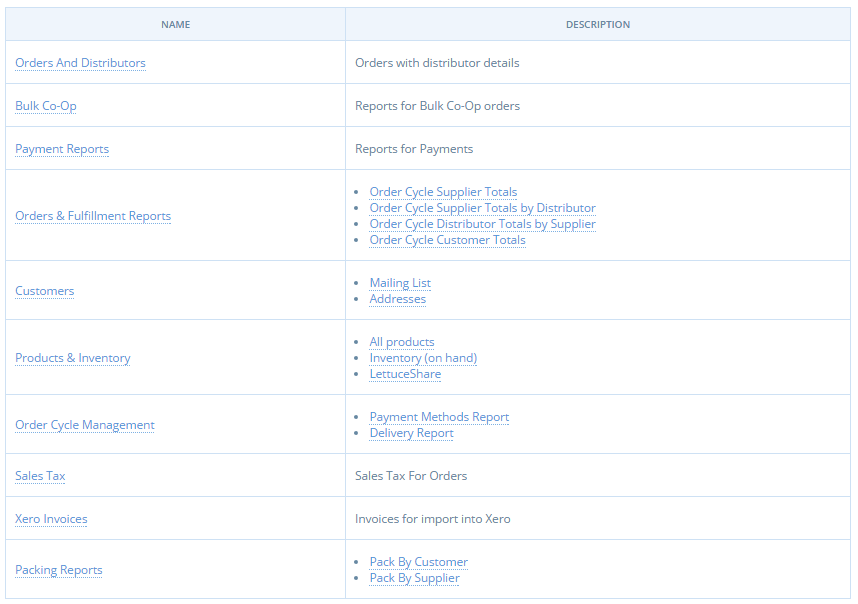 NAME DESCRIPTION
Orders And Distributors Orders with distributor details
Bulk Co-Op Reports for Bulk Co-Op orders
Payment Reports Reports for Payments
Orders & Fulfillment Reports
• Order Cycle Supplier Totals
• Order Cycle Supplier Totals by Distributor
• Order Cycle Distributor Totals by Supplier
• Order Cycle Customer Totals
Customers
• Mailing List
• Addresses
Products & Inventory
• All products
• Inventory (on hand)
• LettuceShare
Order Cycle Management
• Payment Methods Report
• Delivery Report
Sales Tax Sales Tax For Orders
Xero Invoices Invoices for import into Xero
Packing Reports
• Pack By Customer
• Pack By Supplier